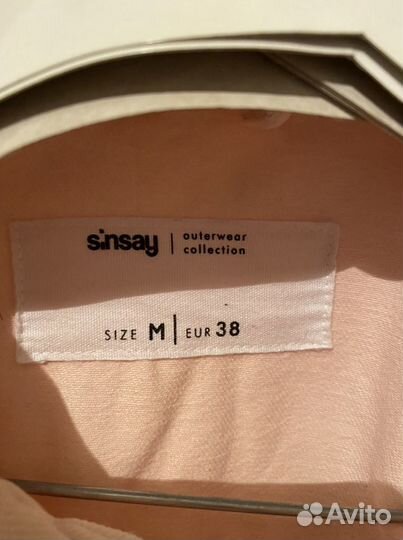 sinsay | outerwear
collection
SIZE M | EUR 38
Avito